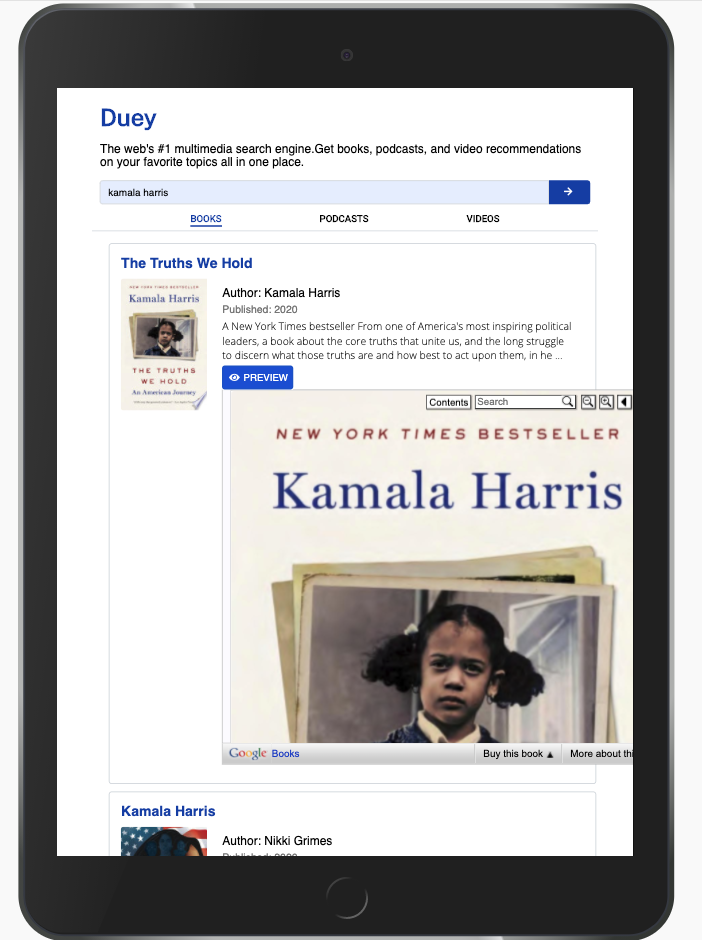 Duey
The web's #1 multimedia search engine.Get books, podcasts, and video recommendations
on your favorite topics all in one place.
kamala harris
BOOKS PODCASTS VIDEOS
The Truths We Hold
NEW YORK TIMES BESTSELLER
Kamala Harris
THE TRUTHS
WE HOLD
An American Journey
Author: Kamala Harris
Published: 2020
A New York Times bestseller From one of America's most inspiring political
leaders, a book about the core truths that unite us, and the long struggle
to discern what those truths are and how best to act upon them, in he ...
PREVIEW
Contents Search
NEW YORK TIMES BESTSELLER
Kamala Harris
Google Books Buy this book ▲ More about thi
Kamala Harris
Author: Nikki Grimes
Published: 2020